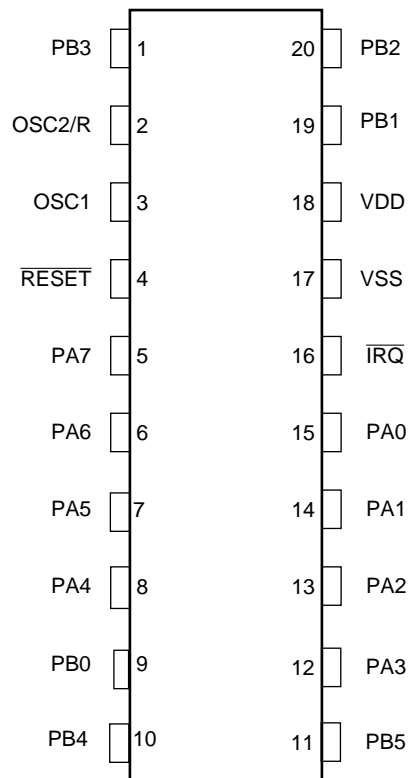 PB3 1 20 PB2
OSC2/R 2 19 PB1
OSC1 3 18 VDD
RESET 4 17 VSS
PA7 5 16 IRQ
PA6 6 15 PA0
PA5 7 14 PA1
PA4 8 13 PA2
PB0 9 12 PA3
PB4 10 11 PB5